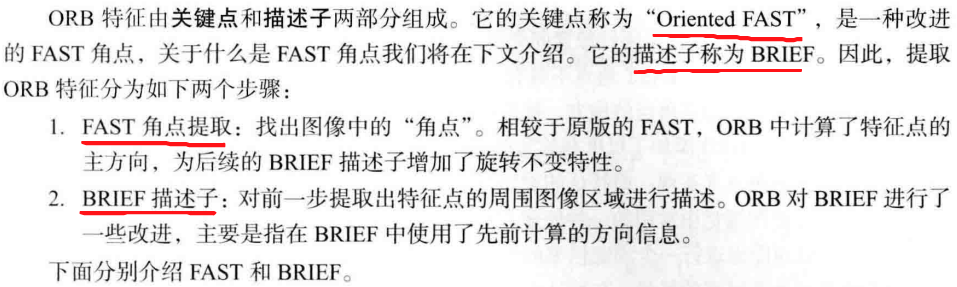 ORB 特征由关键点和描述子两部分组成。它的关键点称为“Oriented FAST”，是一种改进
的 FAST 角点，关于什么是 FAST 角点我们将在下文介绍。它的描述子称为 BRIEF。因此，提取
ORB 特征分为如下两个步骤：
1. FAST 角点提取：找出图像中的“角点”。相较于原版的 FAST，ORB 中计算了特征点的
主方向，为后续的 BRIEF 描述子增加了旋转不变特性。
2. BRIEF 描述子：对前一步提取出特征点的周围图像区域进行描述。ORB 对 BRIEF 进行了
一些改进，主要是指在 BRIEF 中使用了先前计算的方向信息。
下面分别介绍 FAST 和 BRIEF。